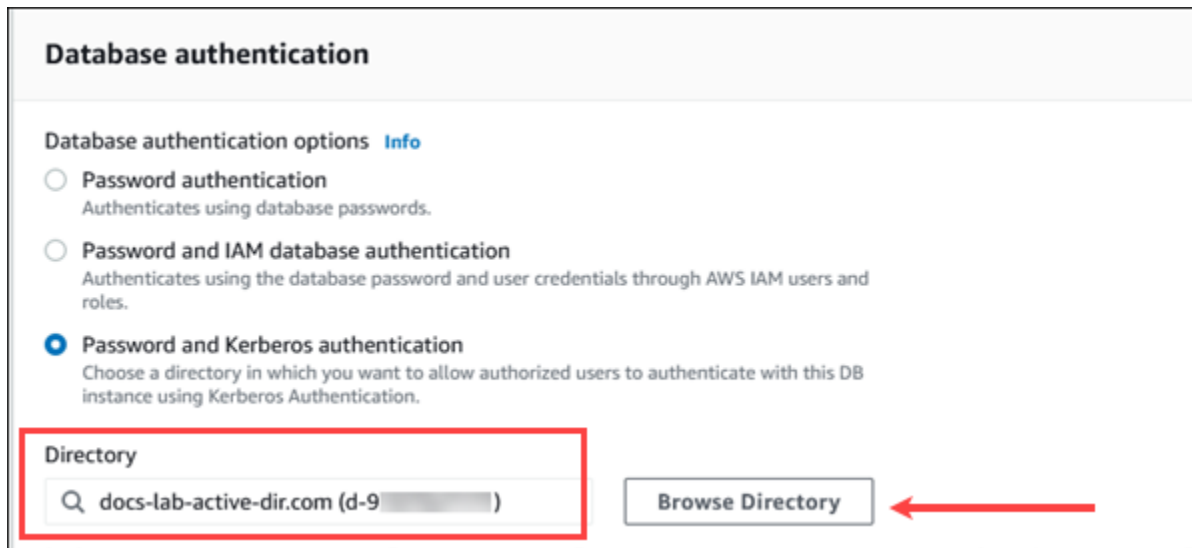 Database authentication
Database authentication options Info
Password authentication
Authenticates using database passwords.
Password and IAM database authentication
Authenticates using the database password and user credentials through AWS IAM users and
roles.
Password and Kerberos authentication
Choose a directory in which you want to allow authorized users to authenticate with this DB
instance using Kerberos Authentication.
Directory
docs-lab-active-dir.com (d-9 )
Browse Directory